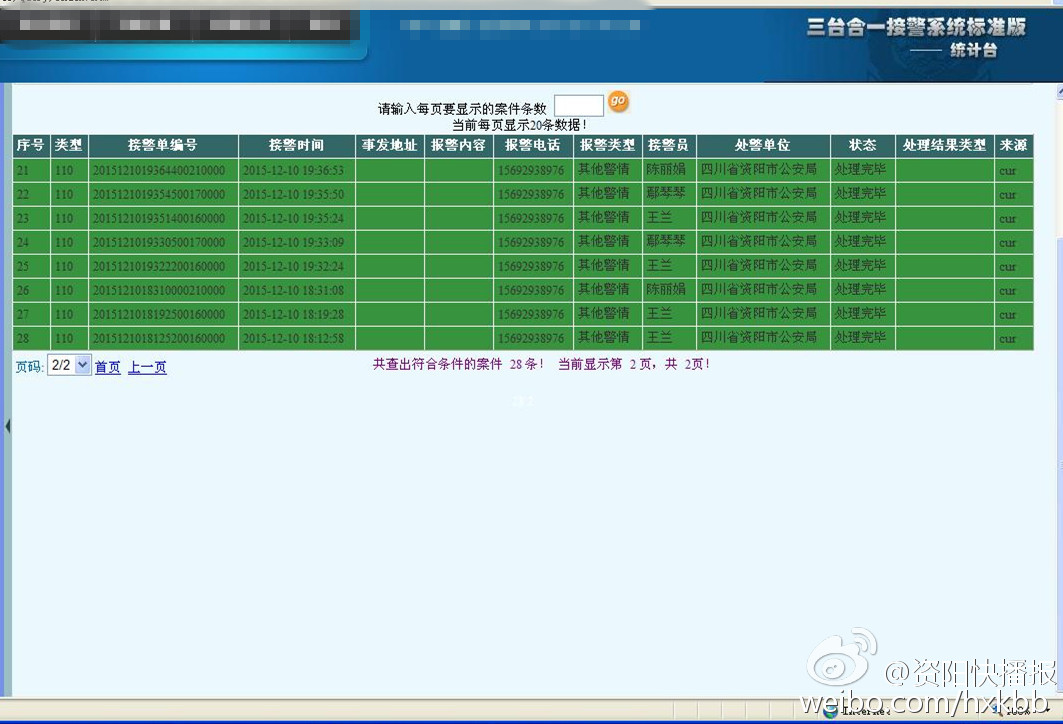 三台合一接警系统标准版
—— 统计台
请输入每页要显示的案件条数 go
当前每页显示20条数据!
序号 类型 接警单编号 接警时间 事发地址 报警内容 报警电话 报警类型 接警员 处警单位 状态 处理结果类型 来源
21 110 2015121019364400210000 2015-12-10 19:36:53 15692938976 其他警情 陈丽娟 四川省资阳市公安局 处理完毕 cur
22 110 2015121019354500170000 2015-12-10 19:35:50 15692938976 其他警情 鄢琴琴 四川省资阳市公安局 处理完毕 cur
23 110 2015121019351400160000 2015-12-10 19:35:24 15692938976 其他警情 王兰 四川省资阳市公安局 处理完毕 cur
24 110 2015121019330500170000 2015-12-10 19:33:09 15692938976 其他警情 鄢琴琴 四川省资阳市公安局 处理完毕 cur
25 110 2015121019322200160000 2015-12-10 19:32:24 15692938976 其他警情 王兰 四川省资阳市公安局 处理完毕 cur
26 110 2015121018310000210000 2015-12-10 18:31:08 15692938976 其他警情 陈丽娟 四川省资阳市公安局 处理完毕 cur
27 110 2015121018192500160000 2015-12-10 18:19:28 15692938976 其他警情 王兰 四川省资阳市公安局 处理完毕 cur
28 110 2015121018125200160000 2015-12-10 18:12:58 15692938976 其他警情 王兰 四川省资阳市公安局 处理完毕 cur
页码: 2/2 首页 上一页 共查出符合条件的案件 28 条! 当前显示第 2 页，共 2页!
@资阳快播报
weibo.com/hxkbb
Internet 100%